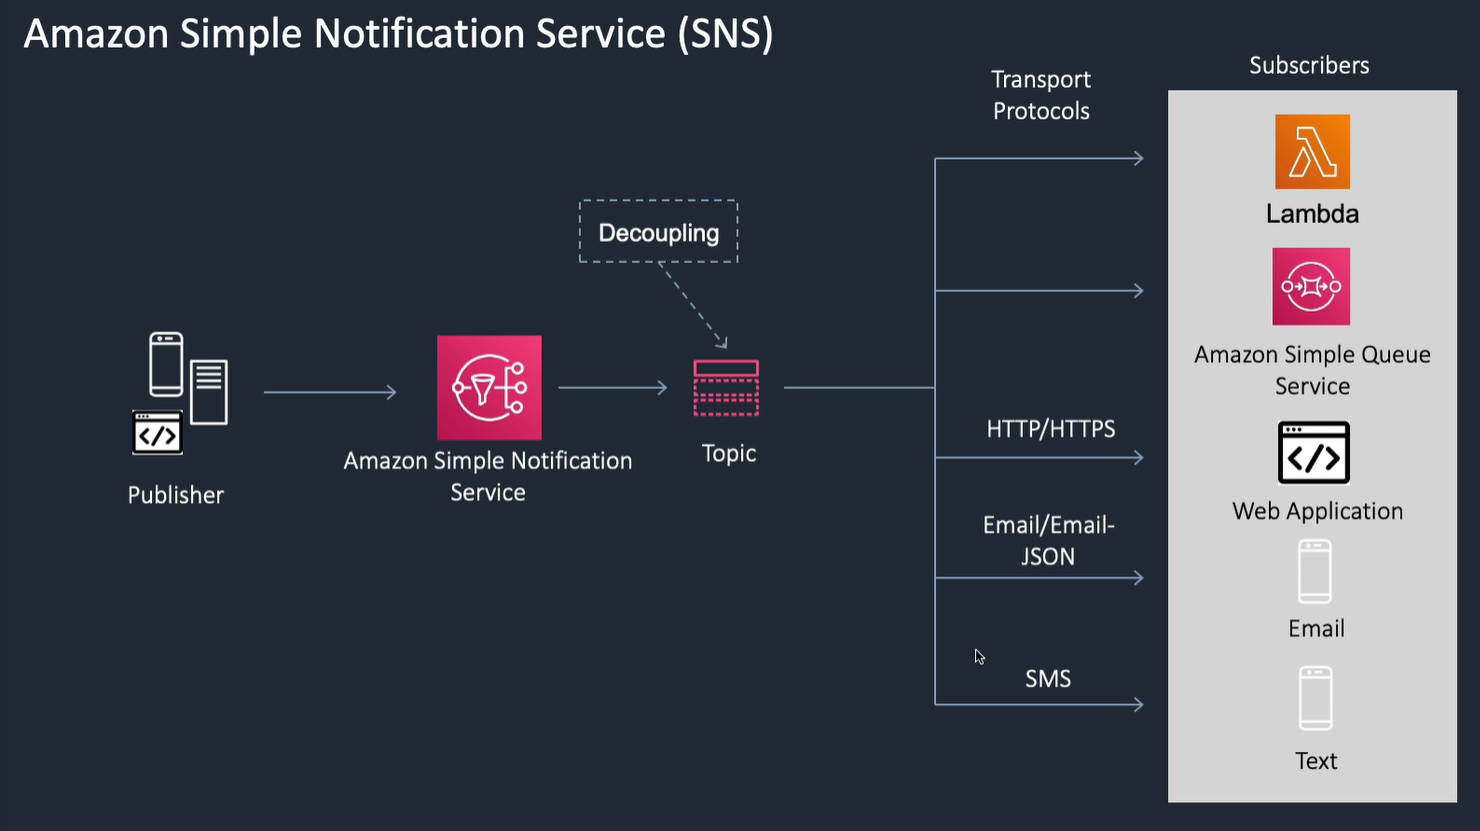 Amazon Simple Notification Service (SNS)
Transport
Protocols
Subscribers
Lambda
Decoupling
Amazon Simple Queue
Service
HTTP/HTTPS
</>
</>
Topic
Amazon Simple Notification
Service
Publisher
Web Application
Email/Email-
JSON
Email
SMS
Text